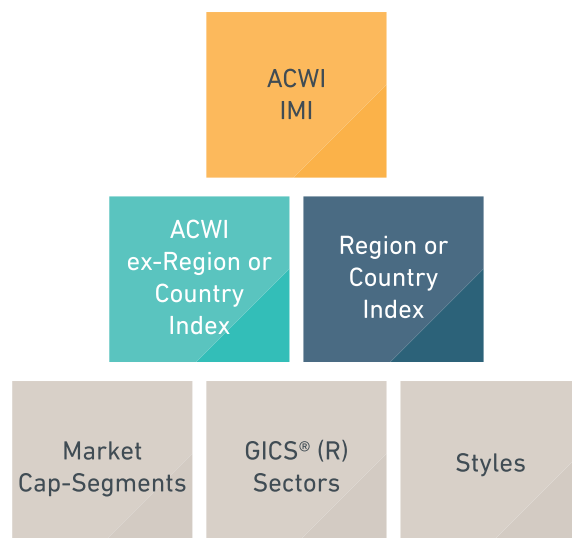 ACWI
IMI
ACWI
ex-Region or
Country
Index
Region or
Country
Index
Market
Cap-Segments
GICS® (R)
Sectors
Styles